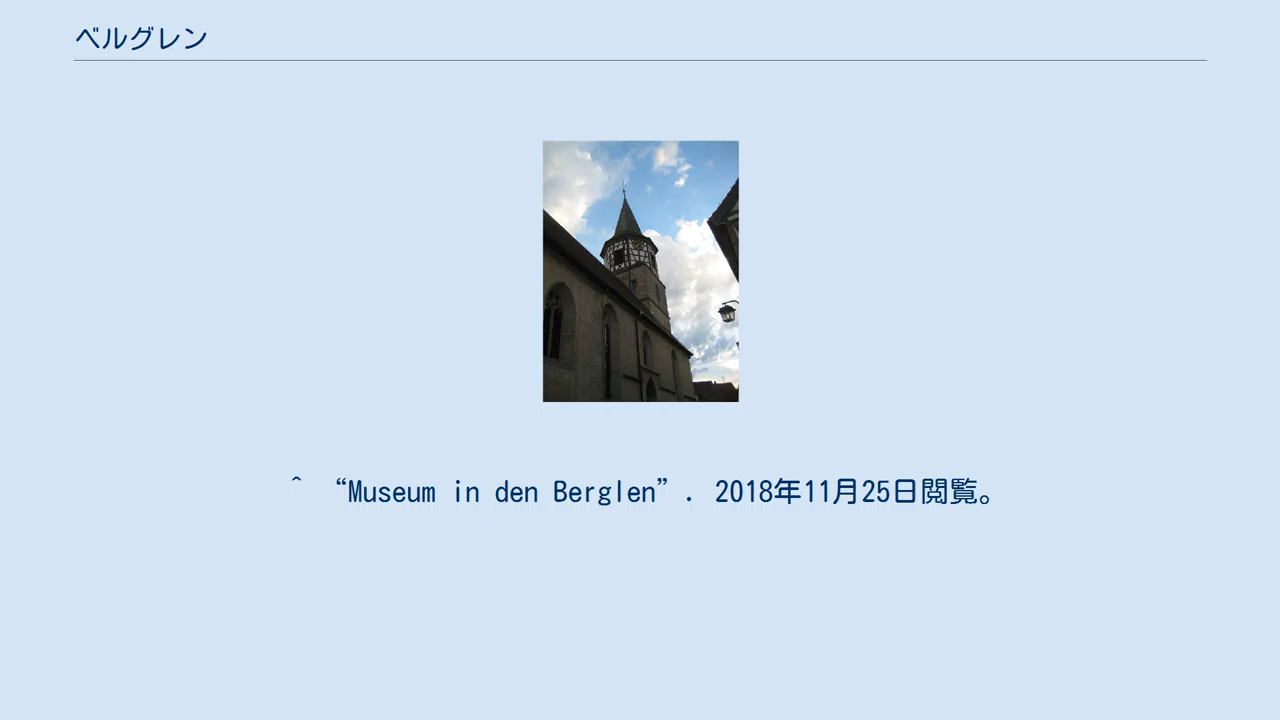 ベルグレン
^ “Museum in den Berglen”. 2018年11月25日閲覧。